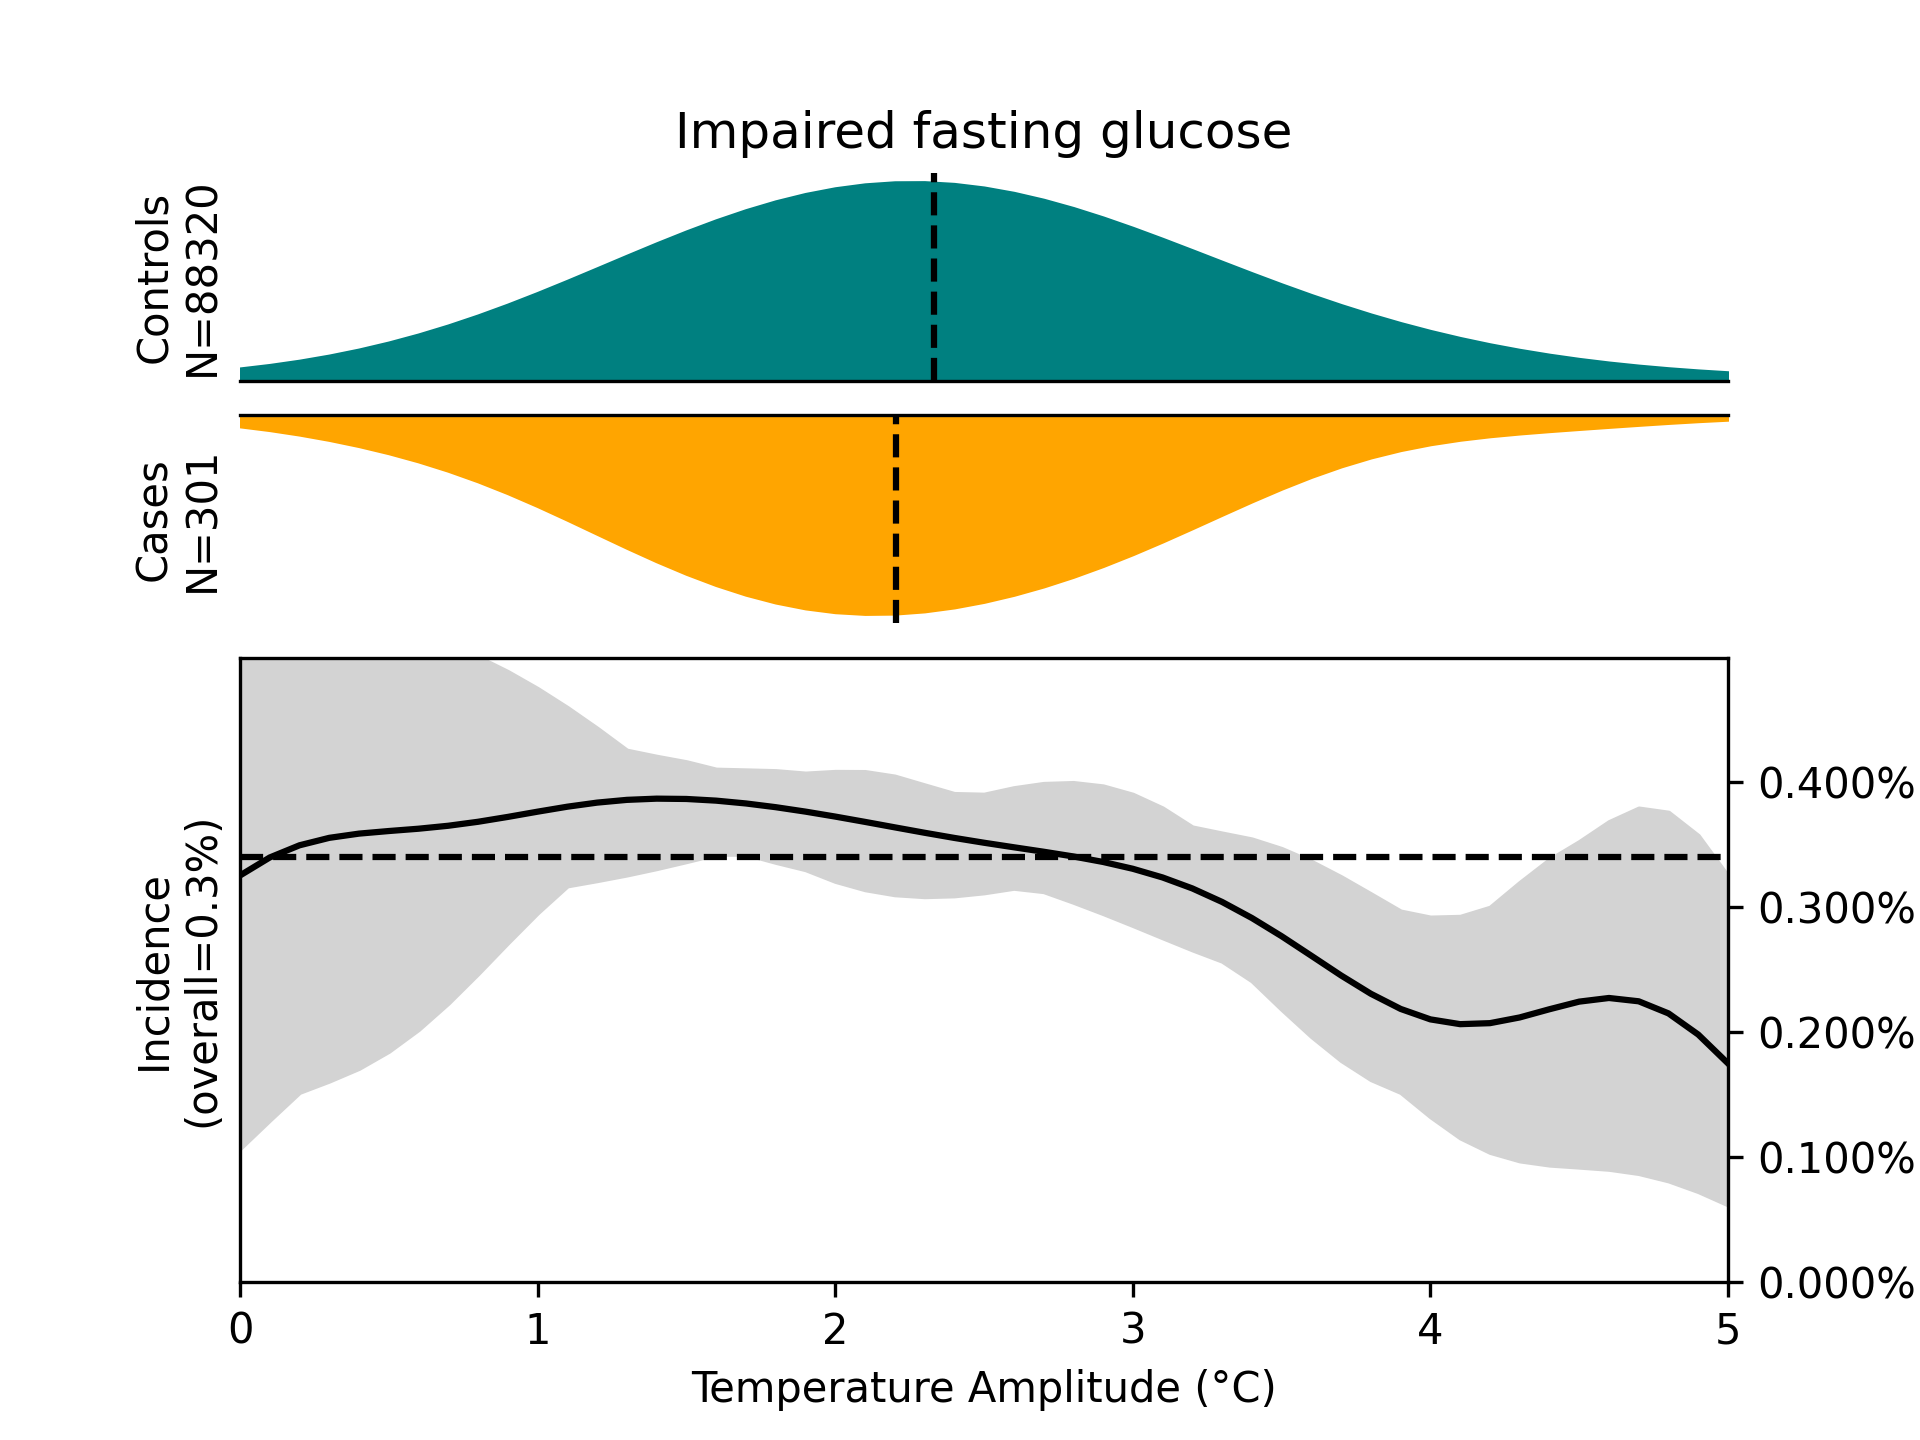 Impaired fasting glucose
Controls
N=88320
Cases
N=301
Incidence
(overall=0.3%)
0.400%
0.300%
0.200%
0.100%
0.000%
0 1 2 3 4 5
Temperature Amplitude (°C)